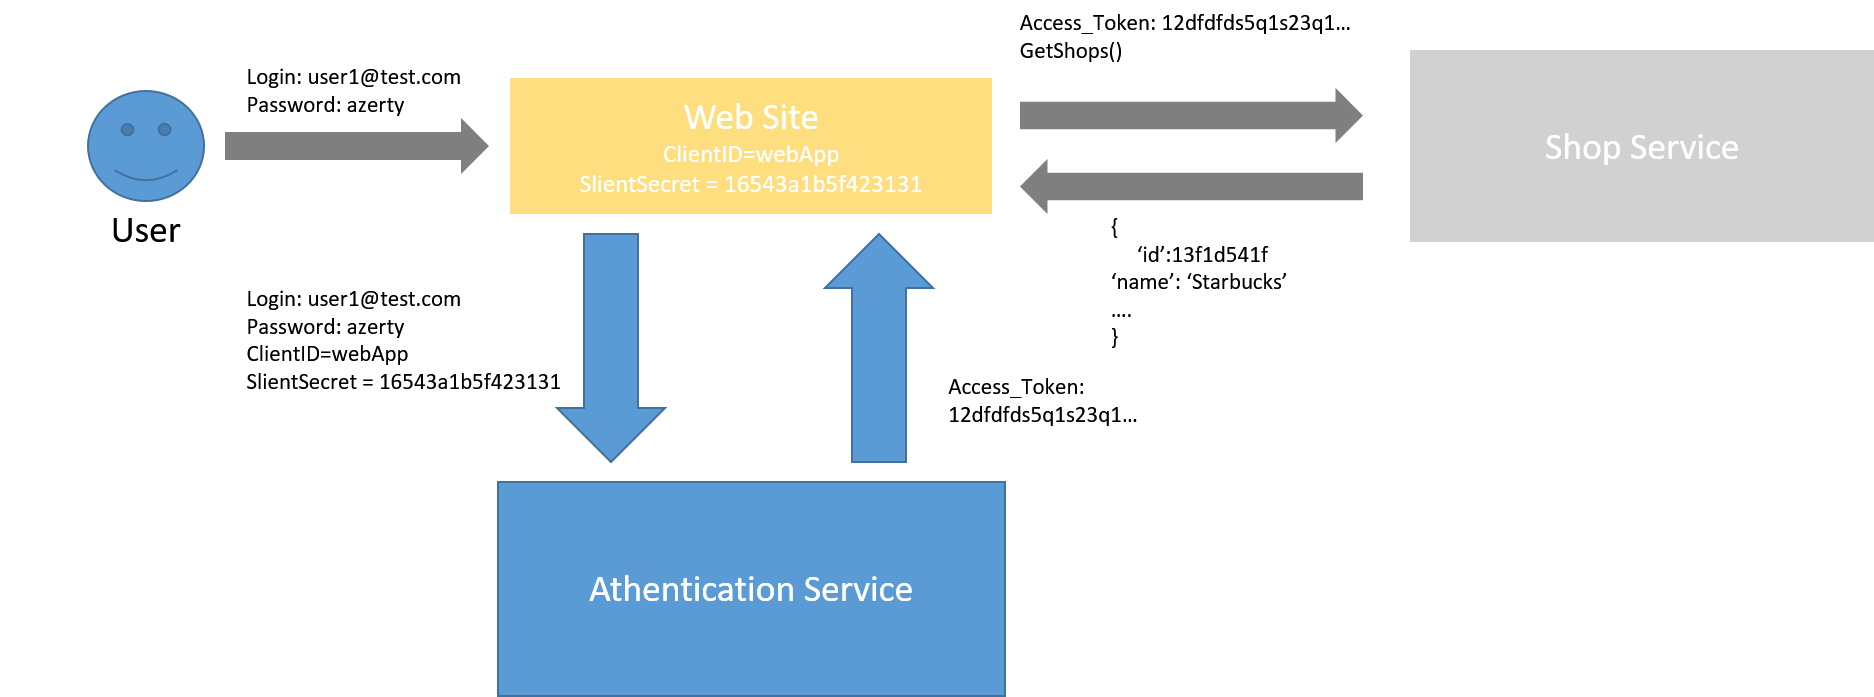 Login: user1@test.com
Password: azerty
User
Web Site
ClientID=webApp
SlientSecret = 16543a1b5f423131
Access_Token: 12dfdfds5q1s23q1...
GetShops()
Shop Service
{
‘id’:13f1d541f
‘name’: ‘Starbucks’
....
}
Login: user1@test.com
Password: azerty
ClientID=webApp
SlientSecret = 16543a1b5f423131
Access_Token:
12dfdfds5q1s23q1...
Athentication Service